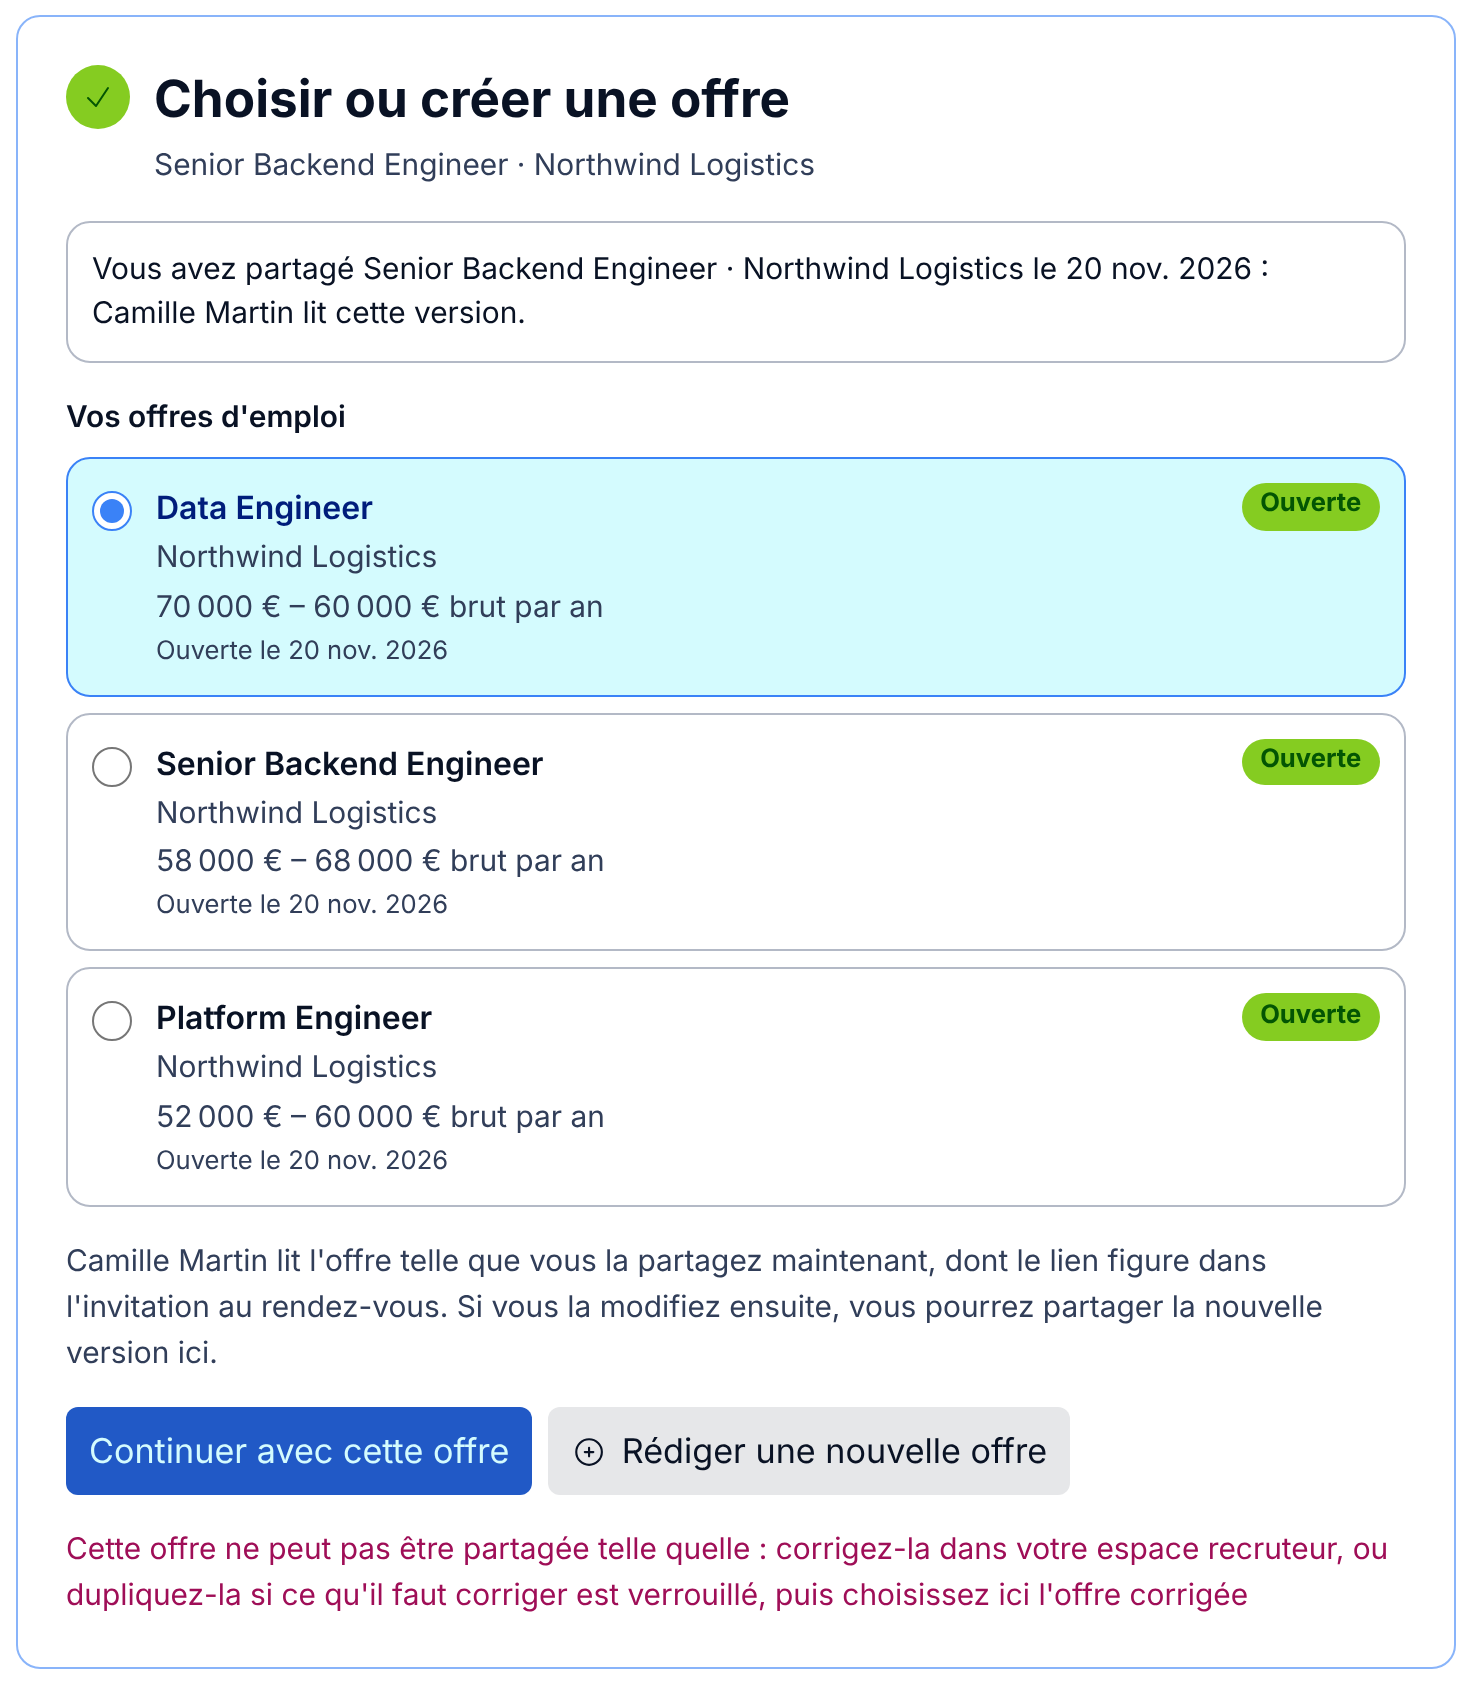 Choisir ou créer une offre
Senior Backend Engineer · Northwind Logistics
Vous avez partagé Senior Backend Engineer · Northwind Logistics le 20 nov. 2026 :
Camille Martin lit cette version.
Vos offres d'emploi
Data Engineer
Ouverte
Northwind Logistics
70 000 € – 60 000 € brut par an
Ouverte le 20 nov. 2026
Senior Backend Engineer
Ouverte
Northwind Logistics
58 000 € – 68 000 € brut par an
Ouverte le 20 nov. 2026
Platform Engineer
Ouverte
Northwind Logistics
52 000 € – 60 000 € brut par an
Ouverte le 20 nov. 2026
Camille Martin lit l'offre telle que vous la partagez maintenant, dont le lien figure dans
l'invitation au rendez-vous. Si vous la modifiez ensuite, vous pourrez partager la nouvelle
version ici.
Continuer avec cette offre
Rédiger une nouvelle offre
Cette offre ne peut pas être partagée telle quelle : corrigez-la dans votre espace recruteur, ou
dupliquez-la si ce qu'il faut corriger est verrouillé, puis choisissez ici l'offre corrigée